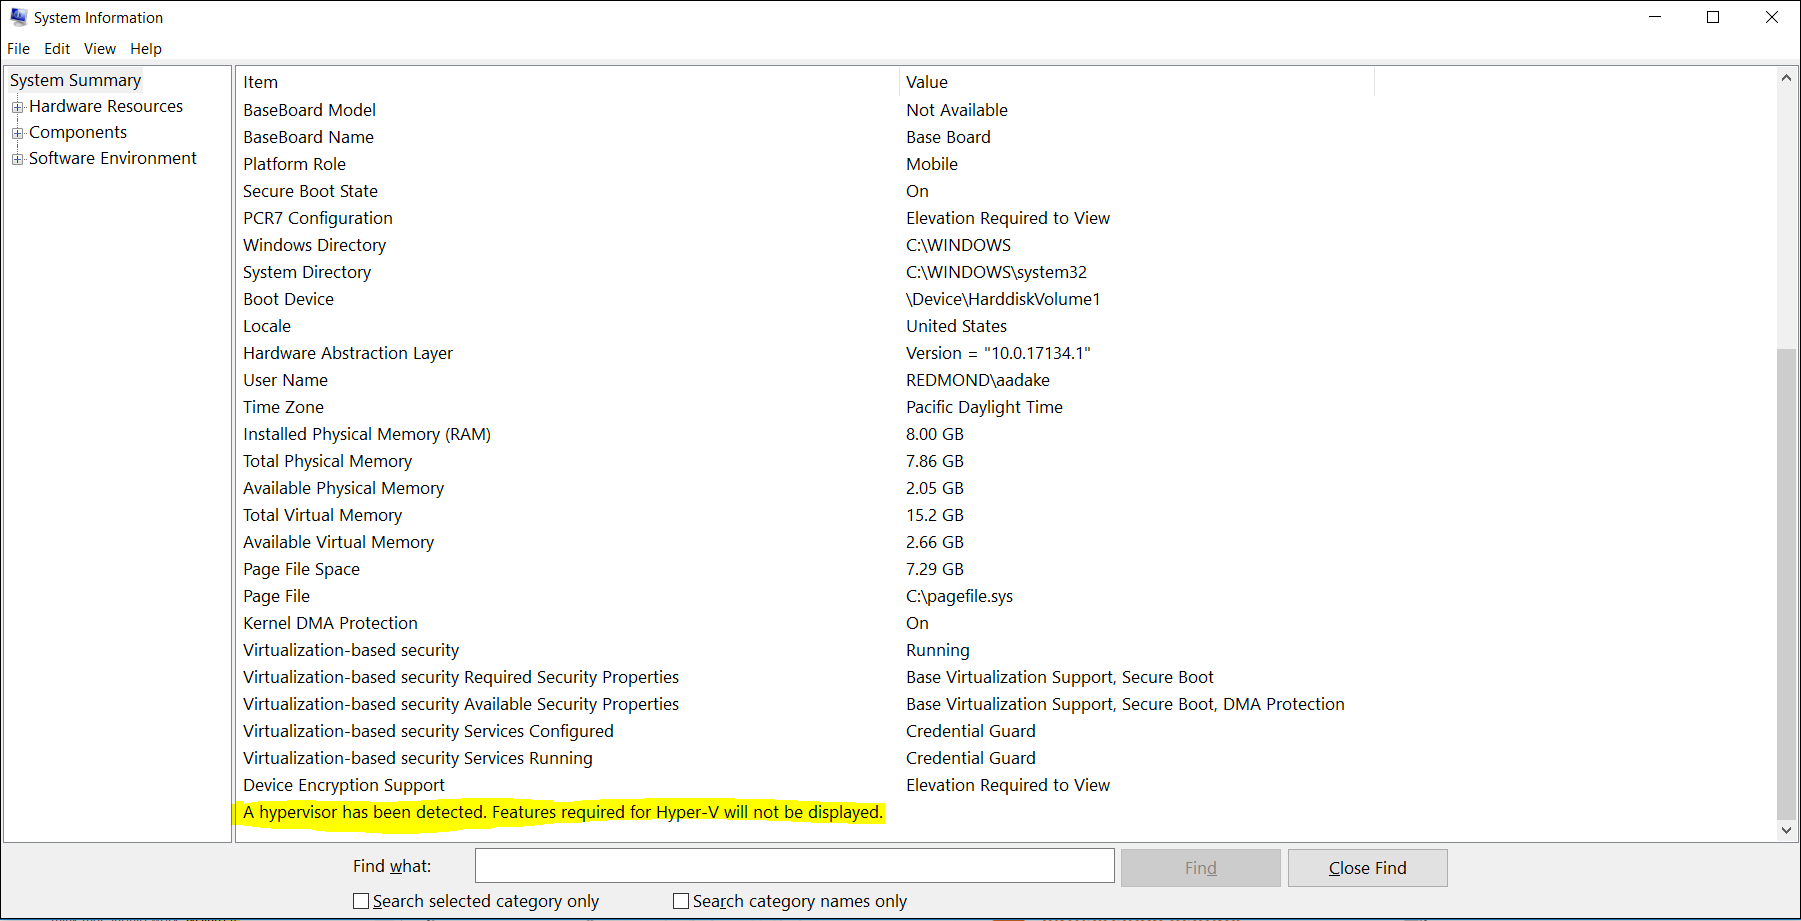 System Information
File Edit View Help
System Summary
Hardware Resources
Components
Software Environment
Item Value
BaseBoard Model Not Available
BaseBoard Name Base Board
Platform Role Mobile
Secure Boot State On
PCR7 Configuration Elevation Required to View
Windows Directory C:\WINDOWS
System Directory C:\WINDOWS\system32
Boot Device \Device\HarddiskVolume1
Locale United States
Hardware Abstraction Layer Version = "10.0.17134.1"
User Name REDMOND\aadake
Time Zone Pacific Daylight Time
Installed Physical Memory (RAM) 8.00 GB
Total Physical Memory 7.86 GB
Available Physical Memory 2.05 GB
Total Virtual Memory 15.2 GB
Available Virtual Memory 2.66 GB
Page File Space 7.29 GB
Page File C:\pagefile.sys
Kernel DMA Protection On
Virtualization-based security Running
Virtualization-based security Required Security Properties Base Virtualization Support, Secure Boot
Virtualization-based security Available Security Properties Base Virtualization Support, Secure Boot, DMA Protection
Virtualization-based security Services Configured Credential Guard
Virtualization-based security Services Running Credential Guard
Device Encryption Support Elevation Required to View
A hypervisor has been detected. Features required for Hyper-V will not be displayed.
Find what: Find Close Find
Search selected category only Search category names only